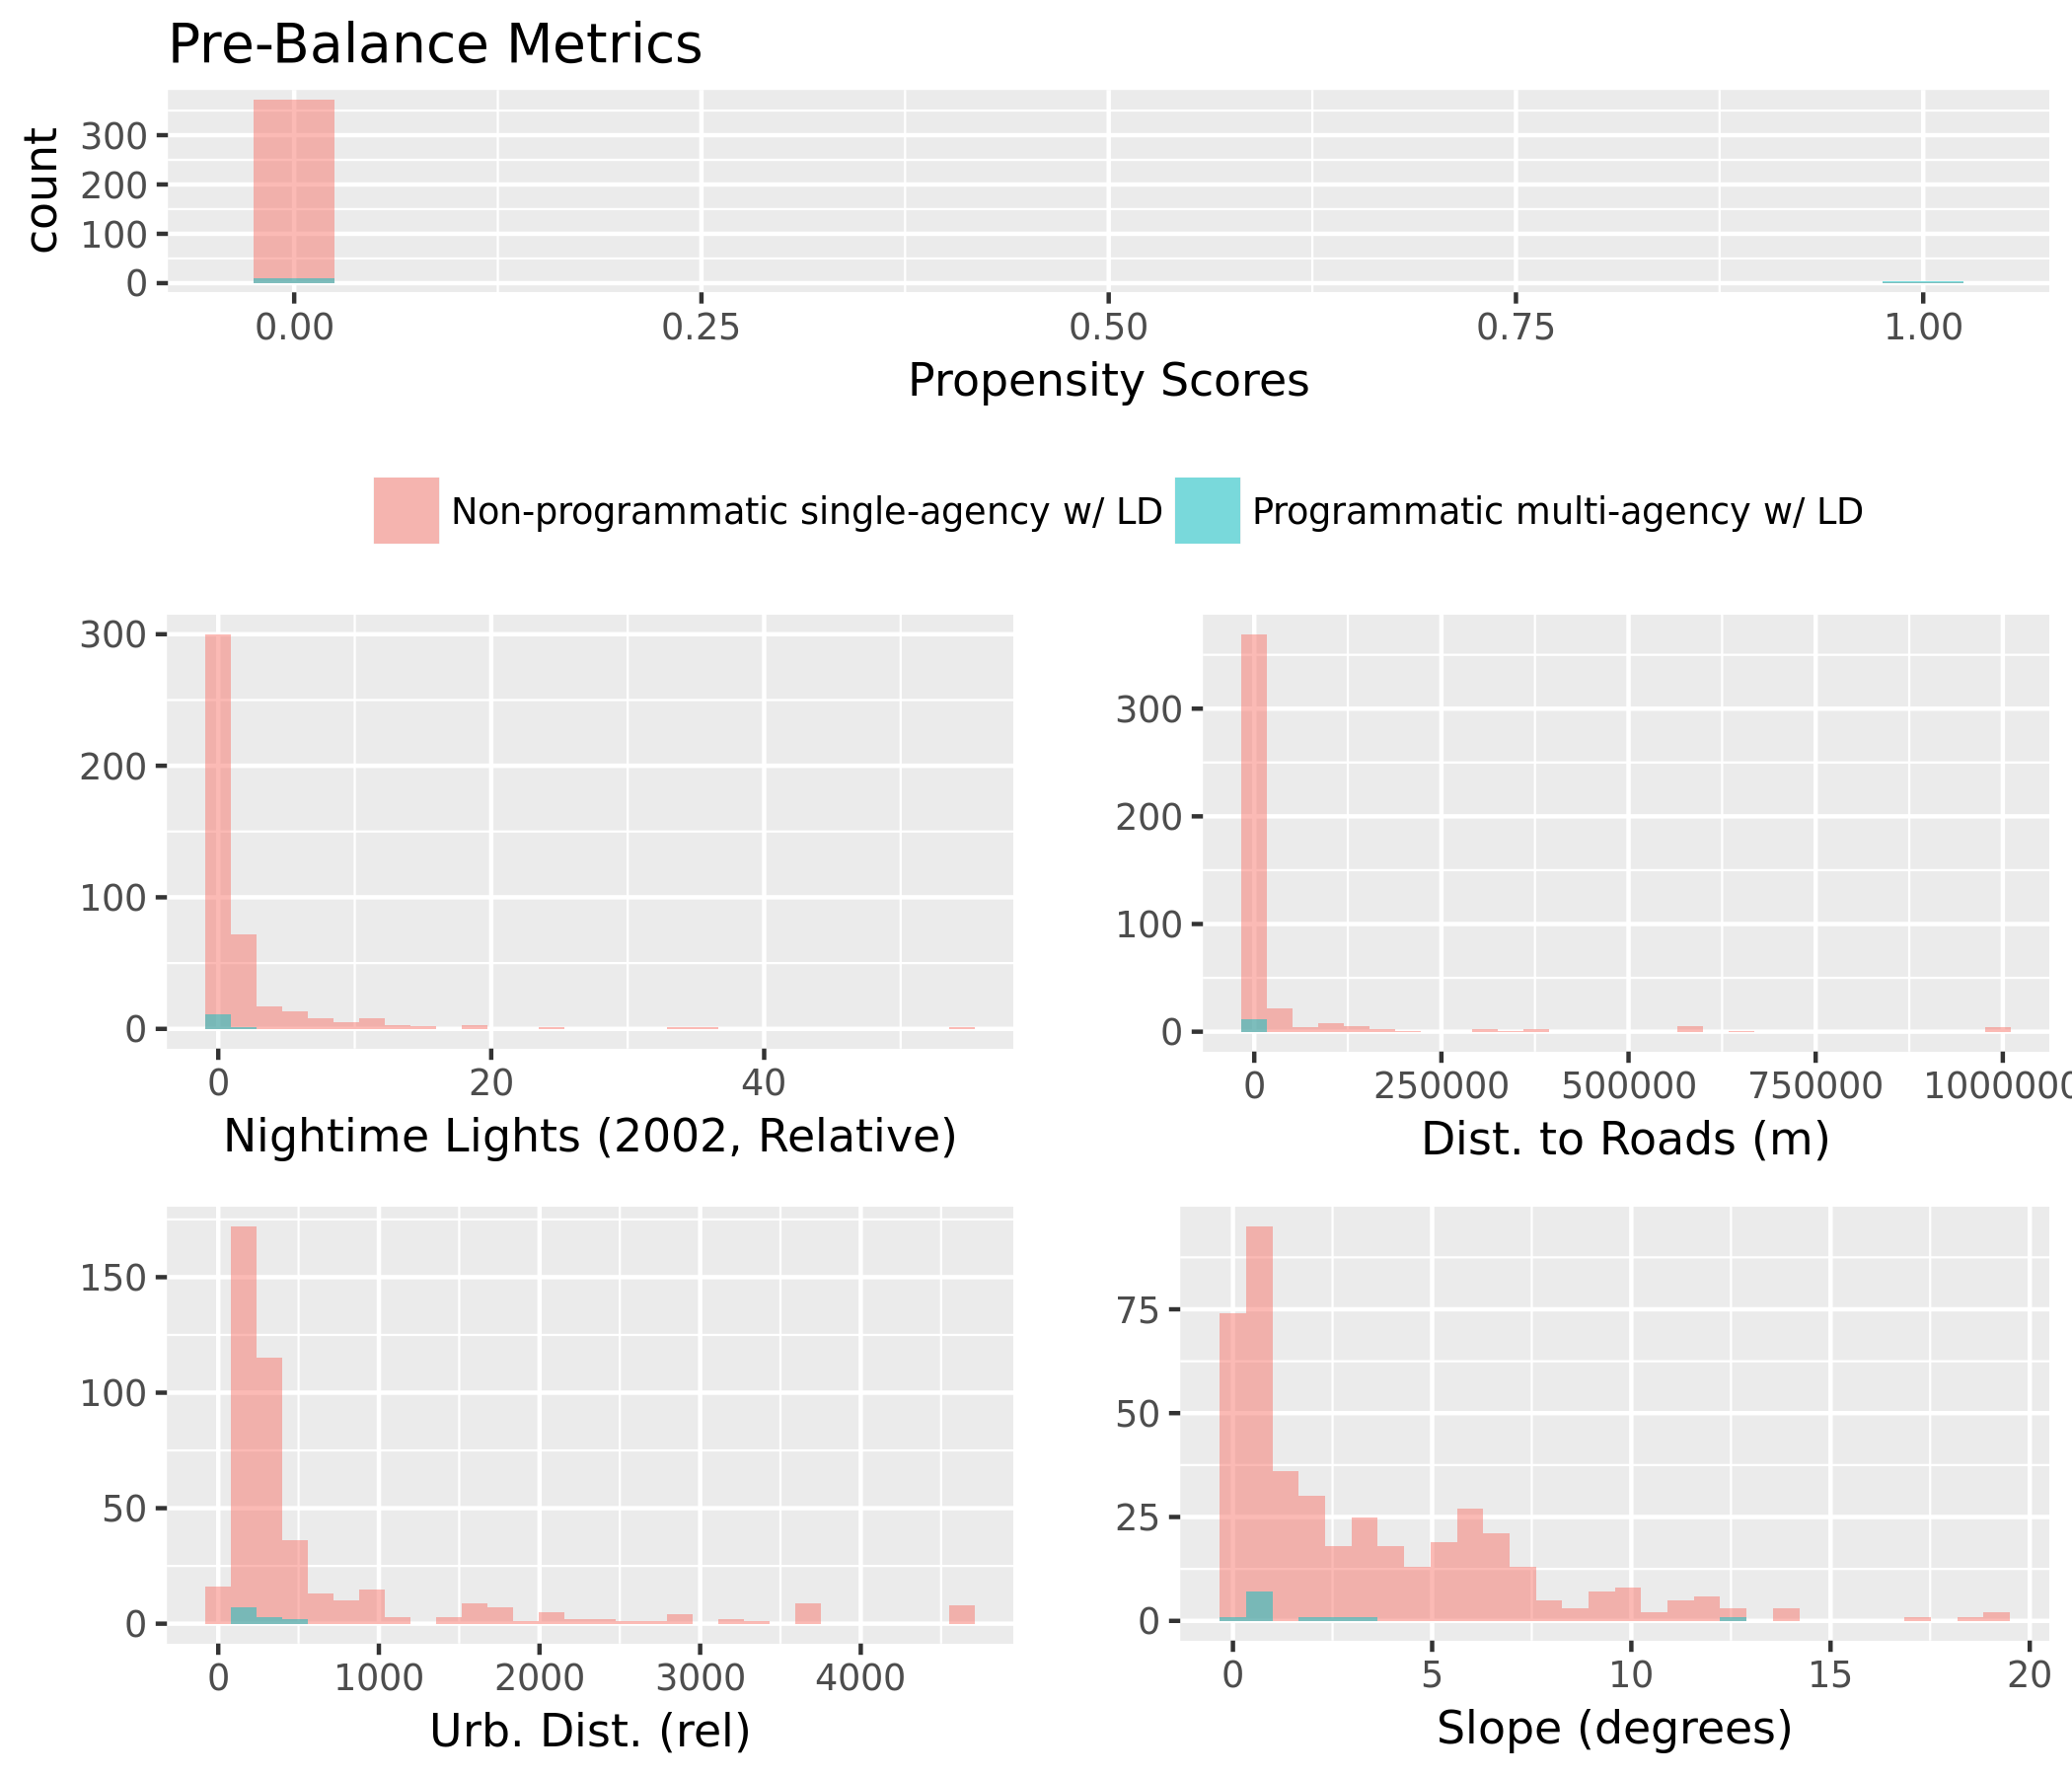 Pre-Balance Metrics
count
300
200
100
0
0.00 0.25 0.50 0.75 1.00
Propensity Scores
Non-programmatic single-agency w/ LD Programmatic multi-agency w/ LD
300
200
100
0
0 20 40
Nightime Lights (2002, Relative)
300
200
100
0
0 250000 500000 750000 1000000
Dist. to Roads (m)
150
100
50
0
0 1000 2000 3000 4000
Urb. Dist. (rel)
75
50
25
0
0 5 10 15 20
Slope (degrees)